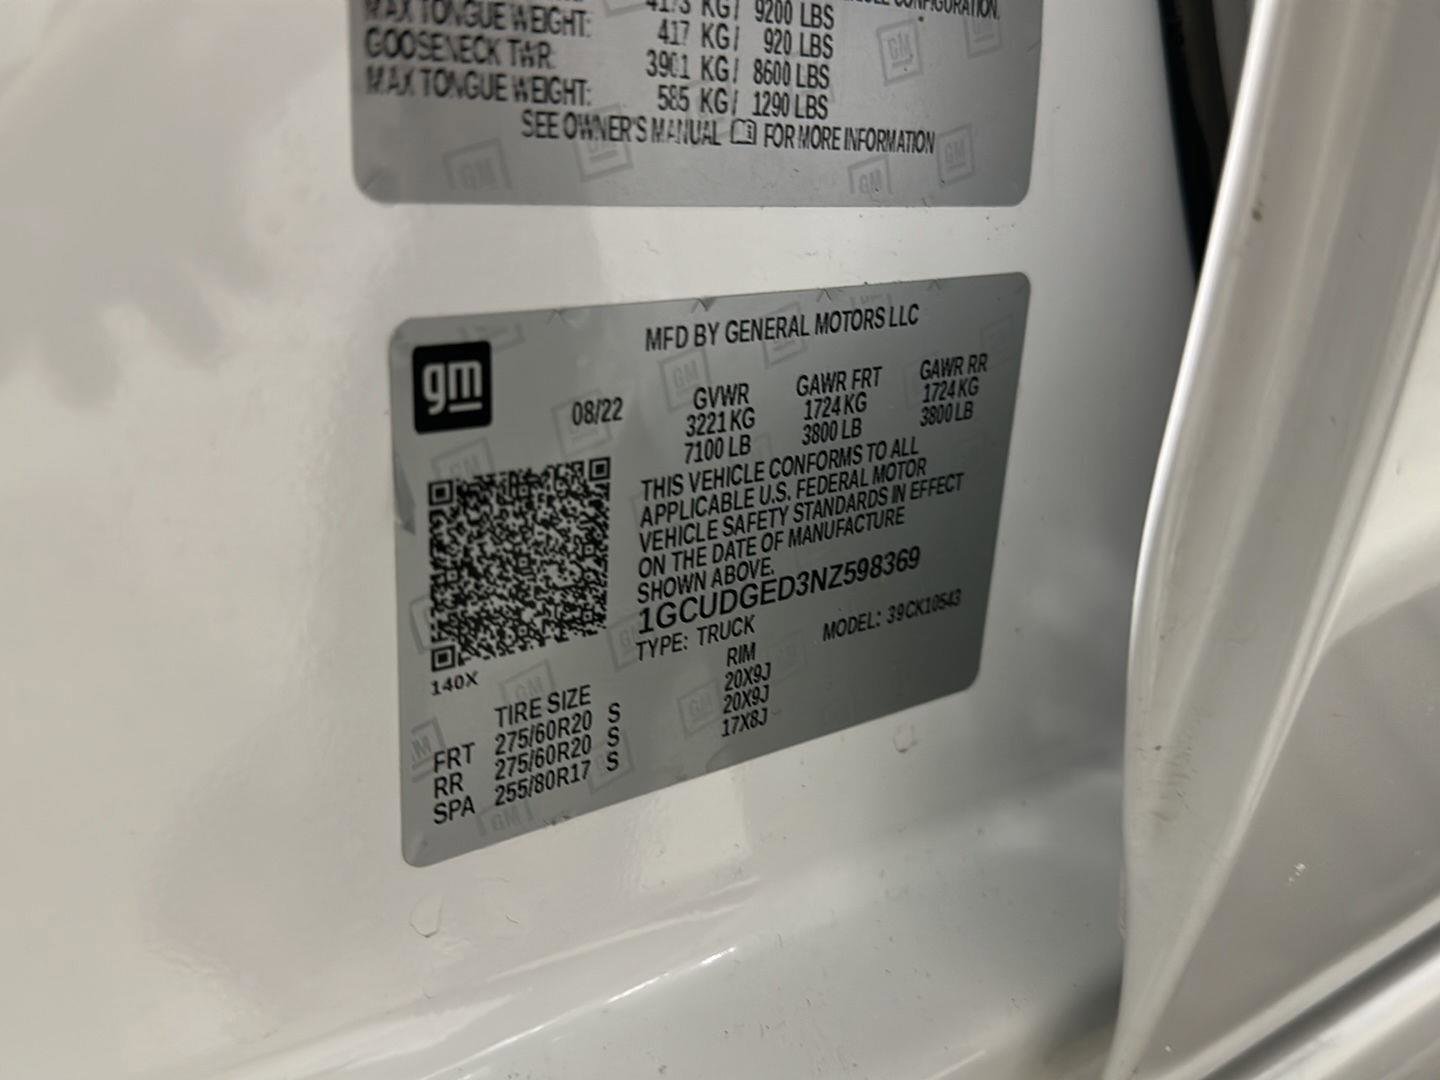 CONFIGURATION.
4173 KG/ 9200 LBS
MAX TONGUE WEIGHT: 417 KG/ 920 LBS
GOOSENECK TWR: 3901 KG/ 8600 LBS
MAX TONGUE WEIGHT: 585 KG/ 1290 LBS
SEE OWNER'S MANUAL FOR MORE INFORMATION
gm
MFD BY GENERAL MOTORS LLC
08/22
GVWR GAWR FRT GAWR RR
3221 KG 1724 KG 1724 KG
7100 LB 3800 LB 3800 LB
THIS VEHICLE CONFORMS TO ALL
APPLICABLE U.S. FEDERAL MOTOR
VEHICLE SAFETY STANDARDS IN EFFECT
ON THE DATE OF MANUFACTURE
SHOWN ABOVE.
1GCUDGED3NZ598369
TYPE: TRUCK MODEL: 39CK10543
140X
TIRE SIZE RIM
FRT 275/60R20 S 20X9J
RR 275/60R20 S 20X9J
SPA 255/80R17 S 17X8J